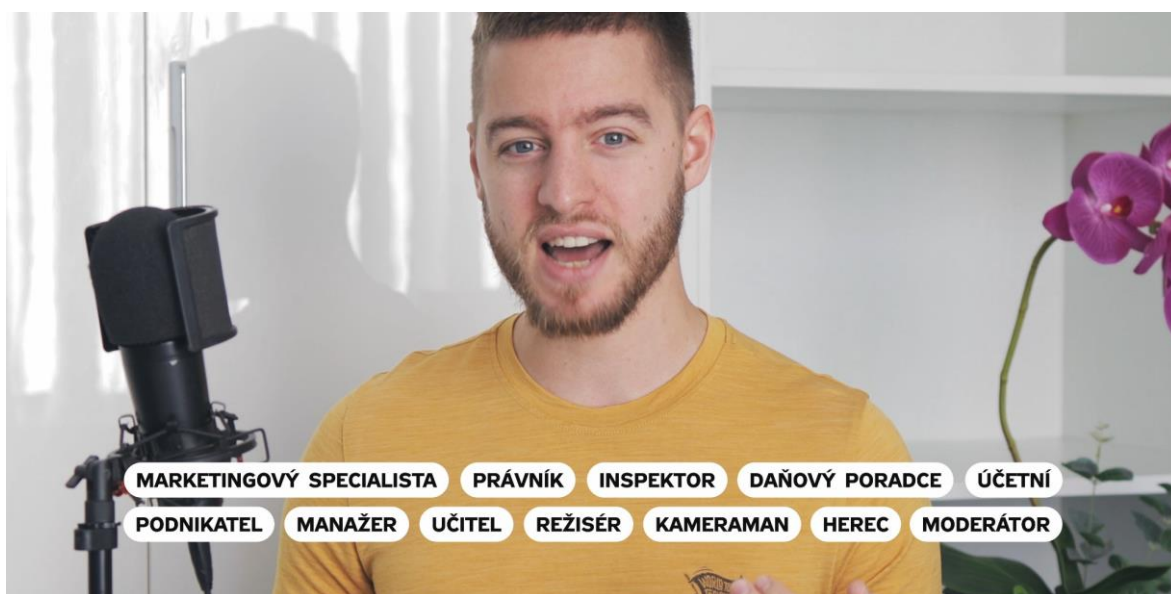 MARKETINGOVÝ SPECIALISTA PRÁVNÍK INSPEKTOR DAŇOVÝ PORADCE ÚČETNÍ
PODNIKATEL MANAŽER UČITEL REŽISÉR KAMERAMAN HEREC MODERÁTOR